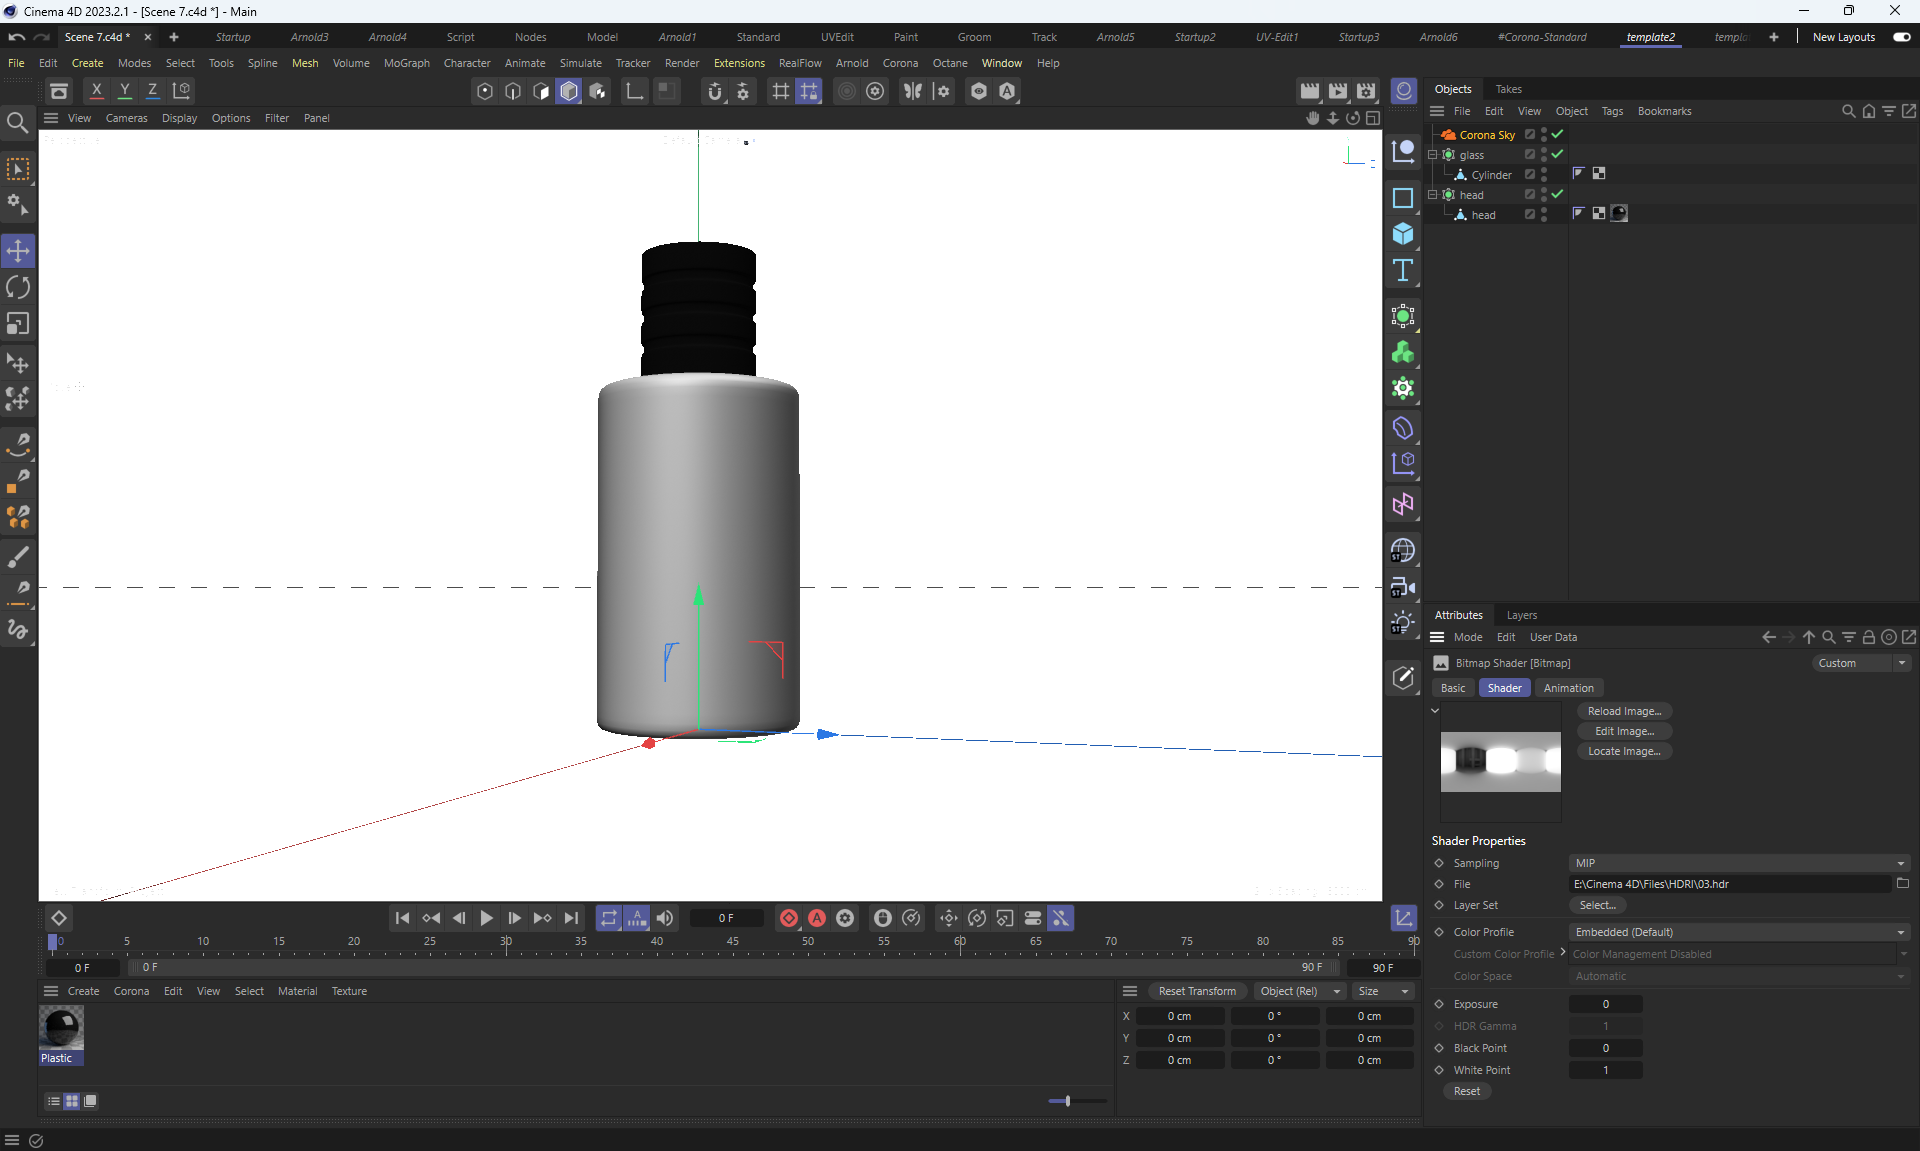 Cinema 4D 2023.2.1 - [Scene 7.c4d *] - Main
Scene 7.c4d * Startup Arnold3 Arnold4 Script Nodes Model Arnold1 Standard UVEdit Paint Groom Track Arnold5 Startup2 UV-Edit1 Startup3 Arnold6 #Corona-Standard template2 templa New Layouts
File Edit Create Modes Select Tools Spline Mesh Volume MoGraph Character Animate Simulate Tracker Render Extensions RealFlow Arnold Corona Octane Window Help
X Y Z
Objects Takes
File Edit View Object Tags Bookmarks
View Cameras Display Options Filter Panel
Corona Sky
glass
Cylinder
head
head
Attributes Layers
Mode Edit User Data
Bitmap Shader [Bitmap] Custom
Basic Shader Animation
Reload Image...
Edit Image...
Locate Image...
Shader Properties
Sampling MIP
File E:\Cinema 4D\Files\HDRI\03.hdr
Layer Set Select...
Color Profile Embedded (Default)
Custom Color Profile Color Management Disabled
Color Space Automatic
Exposure 0
HDR Gamma 1
Black Point 0
White Point 1
Reset
0 F
0 5 10 15 20 25 30 35 40 45 50 55 60 65 70 75 80 85 90
0 F 0 F 90 F 90 F
Create Corona Edit View Select Material Texture
Plastic
Reset Transform Object (Rel) Size
X 0 cm 0 ° 0 cm
Y 0 cm 0 ° 0 cm
Z 0 cm 0 ° 0 cm